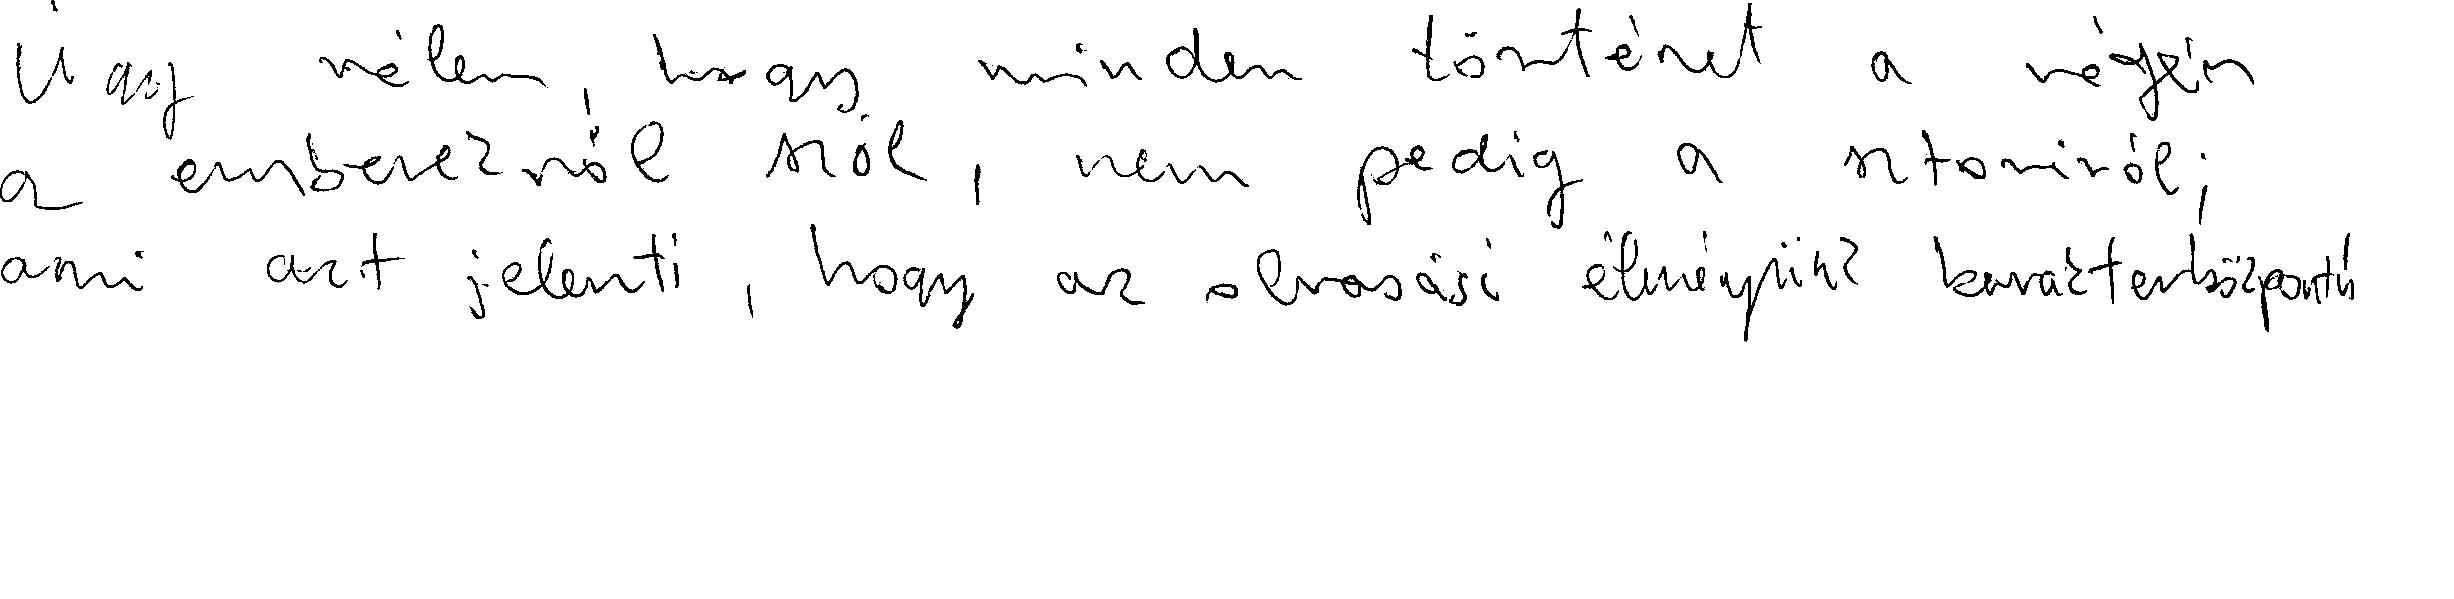 Úgy vélem, hogy minden történet a végén
az emberekről szól, nem pedig a sztoriról;
ami azt jelenti, hogy az olvasási élményünk karakterközpontú